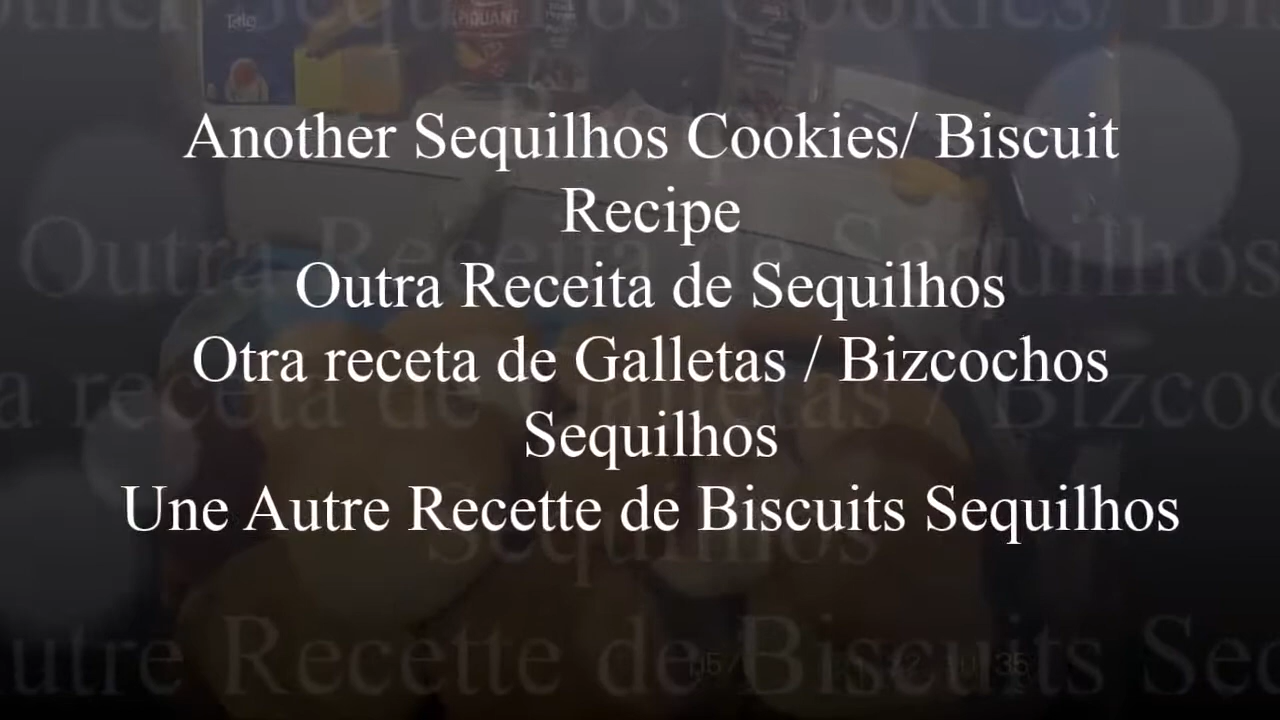 Another Sequilhos Cookies/ Biscuit
Recipe
Outra Receita de Sequilhos
Otra receta de Galletas / Bizcochos
Sequilhos
Une Autre Recette de Biscuits Sequilhos